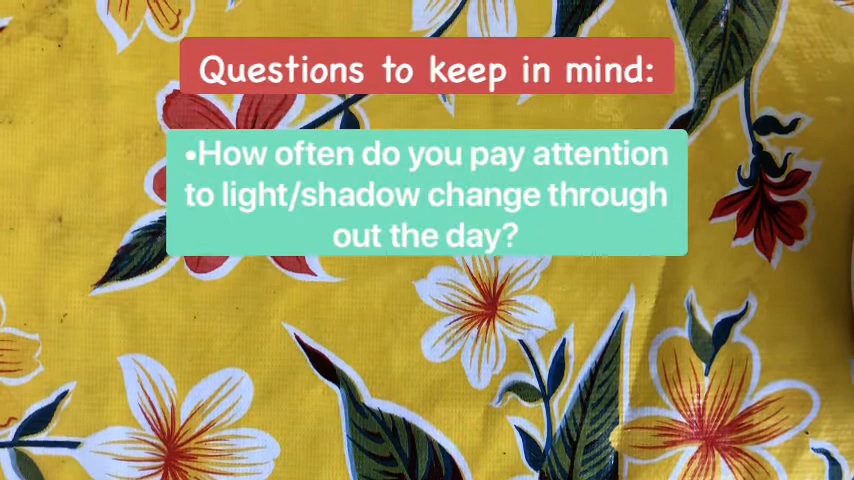 Questions to keep in mind:
•How often do you pay attention
to light/shadow change through
out the day?